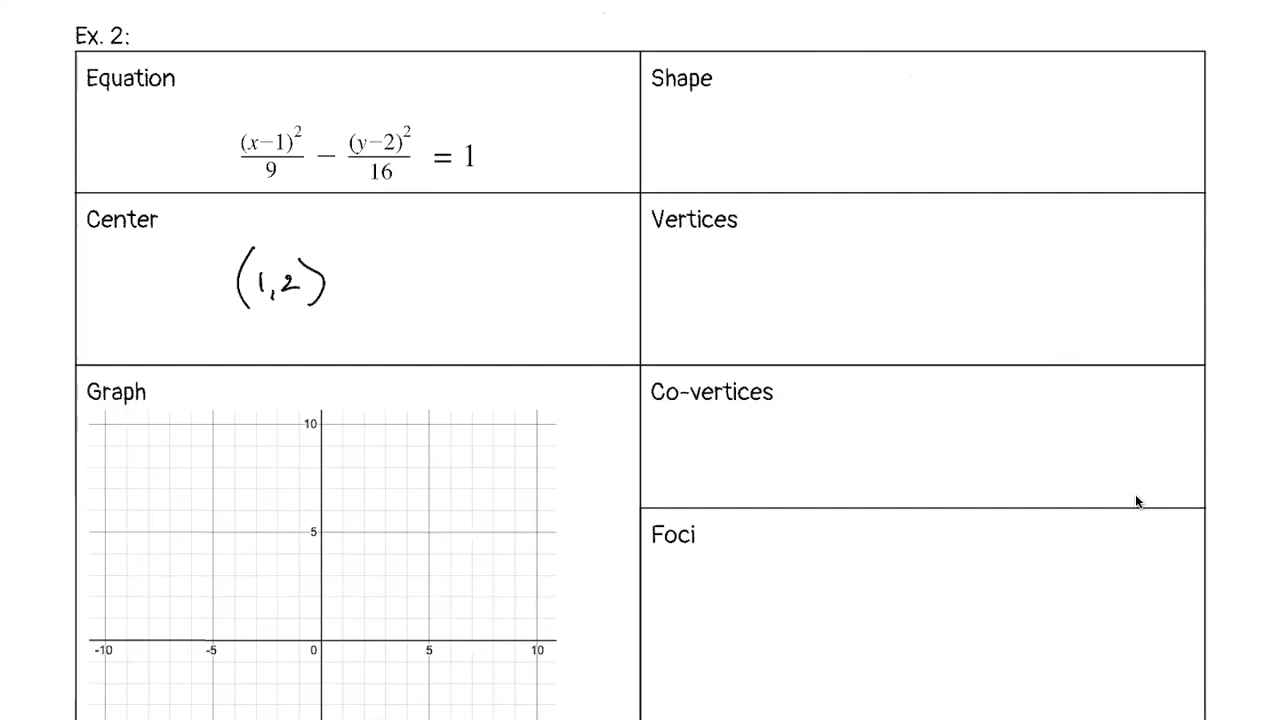 Ex. 2:
Equation
(x−1)² / 9 − (y−2)² / 16 = 1
Shape
Center
(1,2)
Vertices
Graph
10
5
-10 -5 0 5 10
Co-vertices
Foci